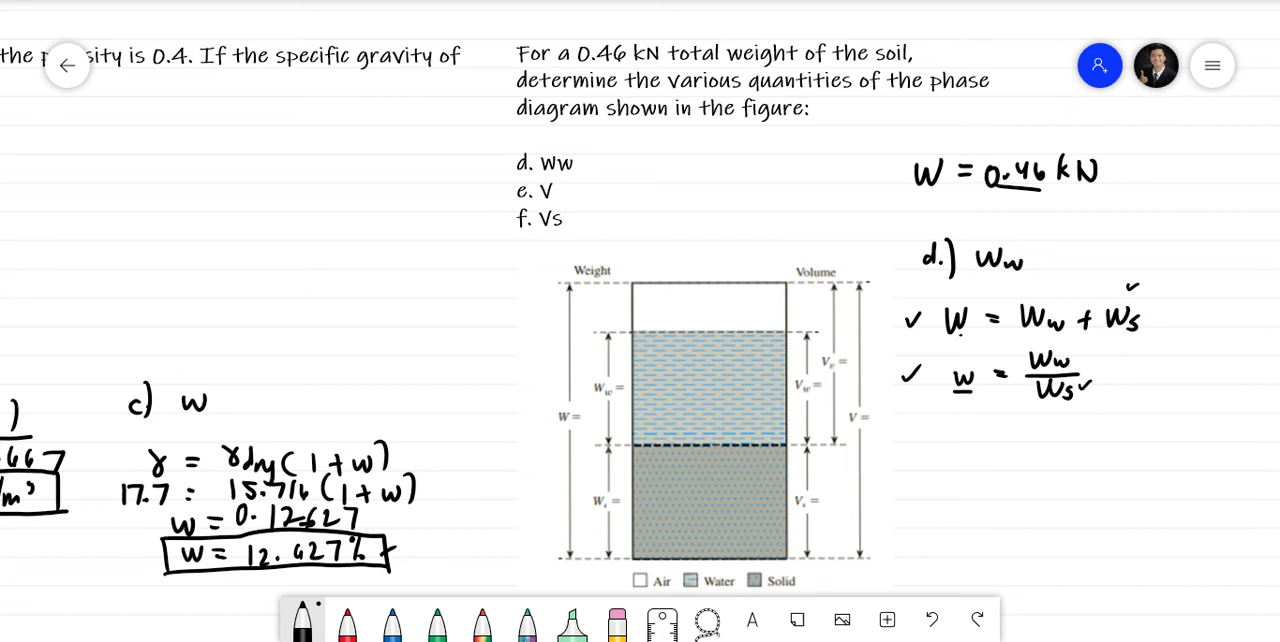 the sity is 0.4. If the specific gravity of
For a 0.46 kN total weight of the soil,
determine the various quantities of the phase
diagram shown in the figure:
d. Ww
e. V
f. Vs
W = 0.46 kN
d.) Ww
✓ W = Ww + Ws ✓
✓ w = Ww / Ws ✓
Weight
Volume
Ww =
W =
Ws =
Vv =
Vw =
V =
Vs =
Air Water Solid
)
.667
/m³
c) w
γ = γdry (1 + w)
17.7 = 15.716 (1 + w)
w = 0.12627
w = 12.627%
A